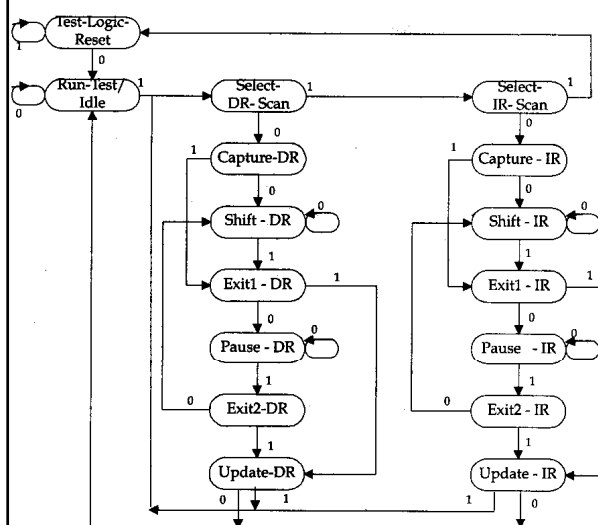 Test-Logic-
Reset
1
0
1
Run-Test/
Idle
0
1
Select-
DR- Scan
1
Select-
IR- Scan
1
0
0
1
Capture-DR
1
Capture - IR
0
0
Shift - DR
0
Shift - IR
0
1
1
Exit1 - DR
1
Exit1 - IR
1
0
0
Pause - DR
0
Pause - IR
0
1
1
0
Exit2-DR
0
Exit2 - IR
1
1
Update-DR
Update - IR
0
1
1
0